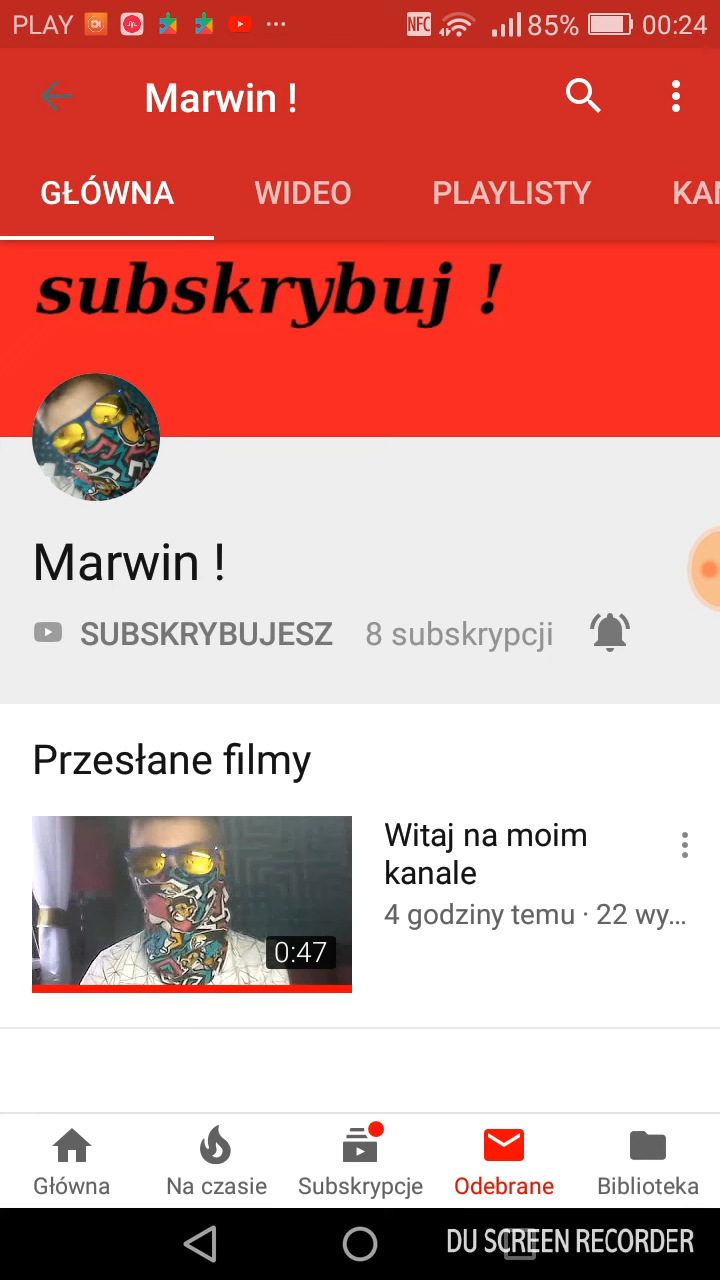 PLAY NFC 85% 00:24
Marwin !
GŁÓWNA WIDEO PLAYLISTY KAN
subskrybuj !
Marwin !
SUBSKRYBUJESZ 8 subskrypcji
Przesłane filmy
Witaj na moim
kanale
4 godziny temu · 22 wy...
0:47
Główna Na czasie Subskrypcje Odebrane Biblioteka
DU SCREEN RECORDER